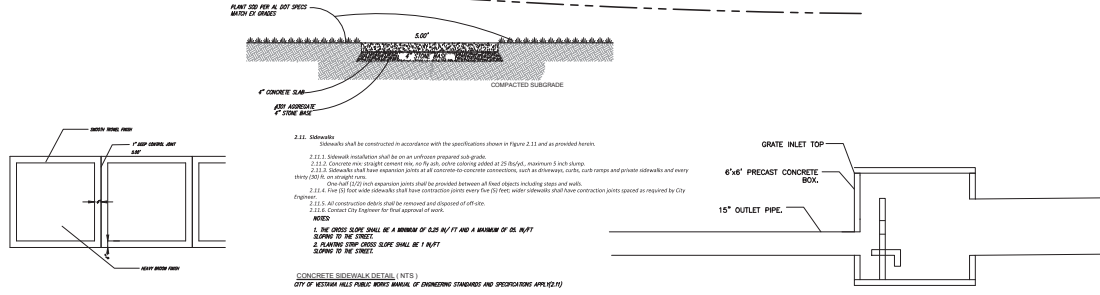 PLANT SOD PER AL DOT SPECS
MATCH EX GRADES
5.00'
4" STONE BASE
COMPACTED SUBGRADE
4" CONCRETE SLAB
#301 AGGREGATE
4" STONE BASE
SMOOTH TROWEL FINISH
1" DEEP CONTROL JOINT
5.00'
HEAVY BROOM FINISH
2.11. Sidewalks
Sidewalks shall be constructed in accordance with the specifications shown in Figure 2.11 and as provided herein.
2.11.1. Sidewalk installation shall be on an unfrozen prepared sub-grade.
2.11.2. Concrete mix: straight cement mix, no fly ash, ochre coloring added at 25 lbs/yd., maximum 5 inch slump.
2.11.3. Sidewalks shall have expansion joints at all concrete-to-concrete connections, such as driveways, curbs, curb ramps and private sidewalks and every
thirty (30) ft. on straight runs.
One-half (1/2) inch expansion joints shall be provided between all fixed objects including steps and walls.
2.11.4. Five (5) foot wide sidewalks shall have contraction joints every five (5) feet; wider sidewalks shall have contraction joints spaced as required by City
Engineer.
2.11.5. All construction debris shall be removed and disposed of off-site.
2.11.6. Contact City Engineer for final approval of work.
NOTES:
1. THE CROSS SLOPE SHALL BE A MINIMUM OF 0.25 IN/ FT AND A MAXIMUM OF 05. IN/FT
SLOPING TO THE STREET.
2. PLANTING STRIP CROSS SLOPE SHALL BE 1 IN/FT
SLOPING TO THE STREET.
CONCRETE SIDEWALK DETAIL ( NTS )
CITY OF VESTAVIA HILLS PUBLIC WORKS MANUAL OF ENGINEERING STANDARDS AND SPECIFICATIONS APPLY(2.11)
GRATE INLET TOP
6'x6' PRECAST CONCRETE
BOX.
15" OUTLET PIPE.